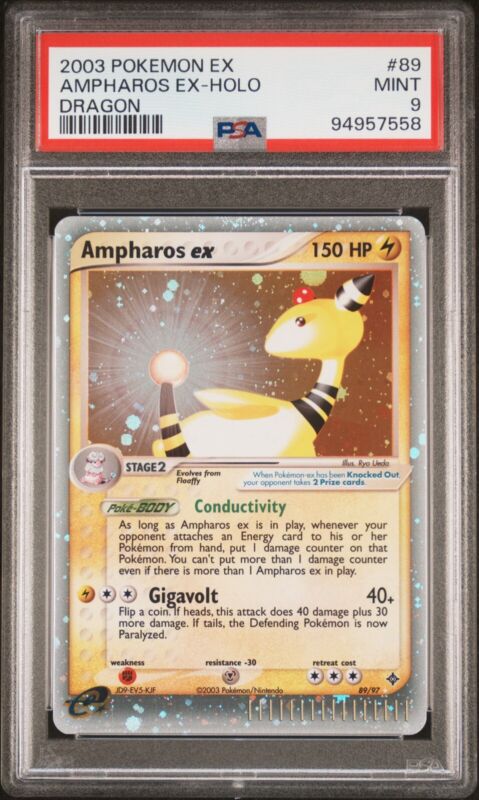 2003 POKEMON EX #89
AMPHAROS EX-HOLO MINT
DRAGON 9
PSA 94957558
Ampharos ex 150 HP
Illus. Ryo Ueda
STAGE2
Evolves from
Flaaffy
When Pokémon-ex has been Knocked Out,
your opponent takes 2 Prize cards.
Poké-BODY Conductivity
As long as Ampharos ex is in play, whenever your
opponent attaches an Energy card to his or her
Pokémon from hand, put 1 damage counter on that
Pokémon. You can't put more than 1 damage counter
even if there is more than 1 Ampharos ex in play.
Gigavolt 40+
Flip a coin. If heads, this attack does 40 damage plus 30
more damage. If tails, the Defending Pokémon is now
Paralyzed.
weakness resistance -30 retreat cost
JD9-EV5-KJF ©2003 Pokémon/Nintendo 89/97
e
PSA